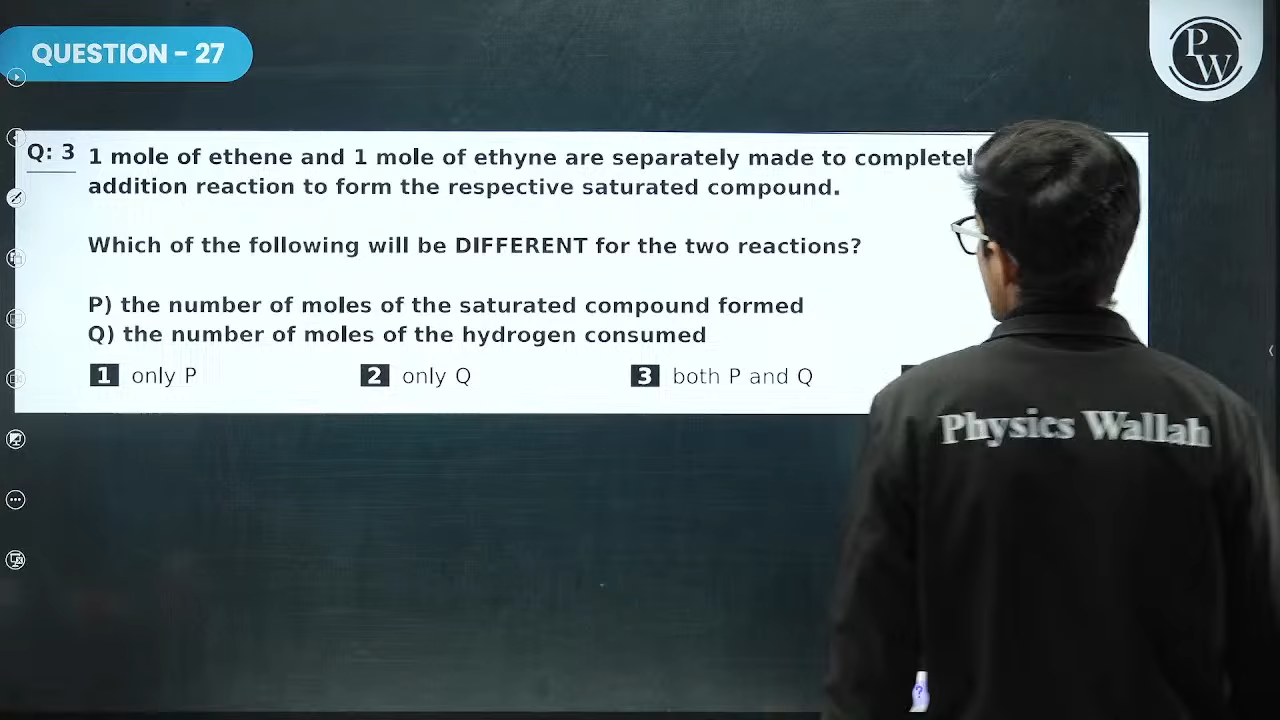 QUESTION - 27
PW
Q: 3 1 mole of ethene and 1 mole of ethyne are separately made to
addition reaction to form the respective saturated compound.
Which of the following will be DIFFERENT for the two reactions?
P) the number of moles of the saturated compound formed
Q) the number of moles of the hydrogen consumed
1 only P 2 only Q 3 both P and Q
Physics Wallah
?